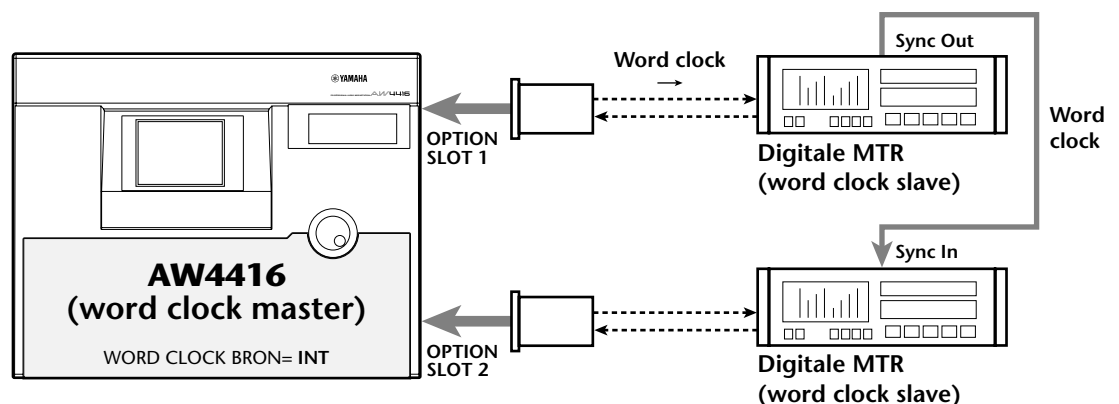 YAMAHA
AW4416
AW4416
(word clock master)
WORD CLOCK BRON= INT
OPTION
SLOT 1
OPTION
SLOT 2
Word clock
→
Sync Out
Digitale MTR
(word clock slave)
Word
clock
Sync In
Digitale MTR
(word clock slave)